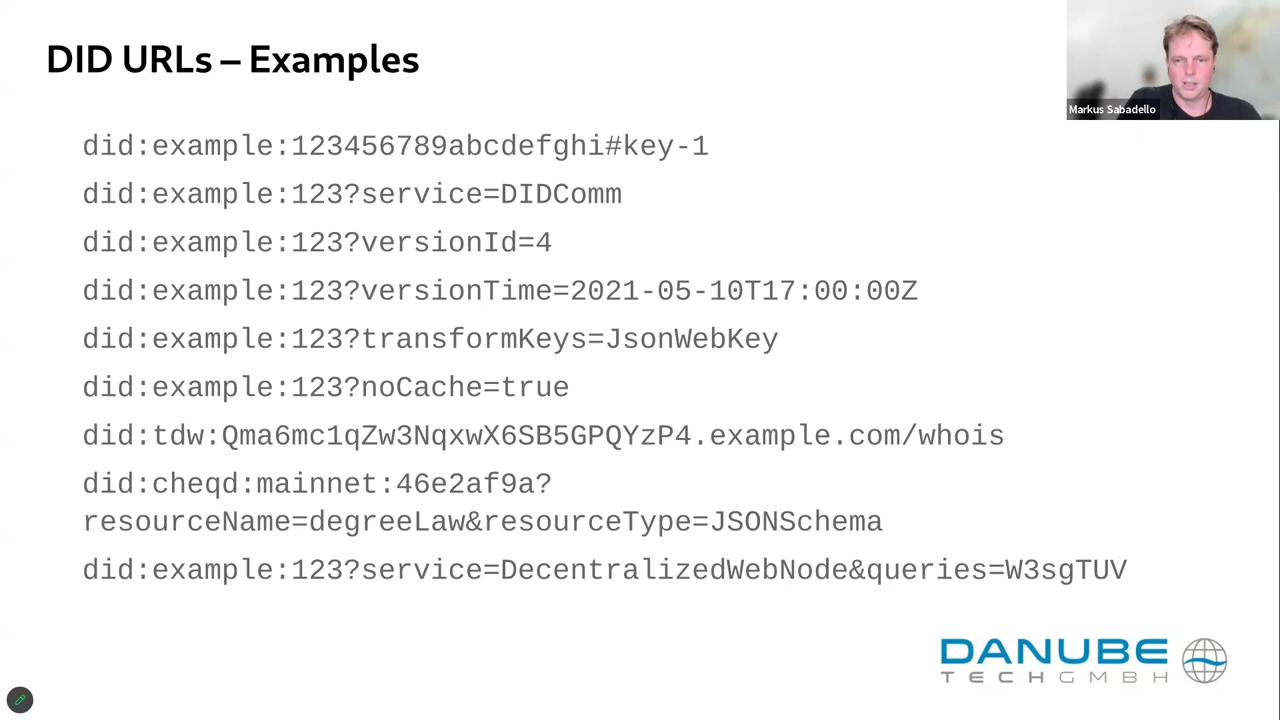 DID URLs – Examples
Markus Sabadello
did:example:123456789abcdefghi#key-1
did:example:123?service=DIDComm
did:example:123?versionId=4
did:example:123?versionTime=2021-05-10T17:00:00Z
did:example:123?transformKeys=JsonWebKey
did:example:123?noCache=true
did:tdw:Qma6mc1qZw3NqxwX6SB5GPQYzP4.example.com/whois
did:cheqd:mainnet:46e2af9a?
resourceName=degreeLaw&resourceType=JSONSchema
did:example:123?service=DecentralizedWebNode&queries=W3sgTUV
DANUBE
TECH GMBH